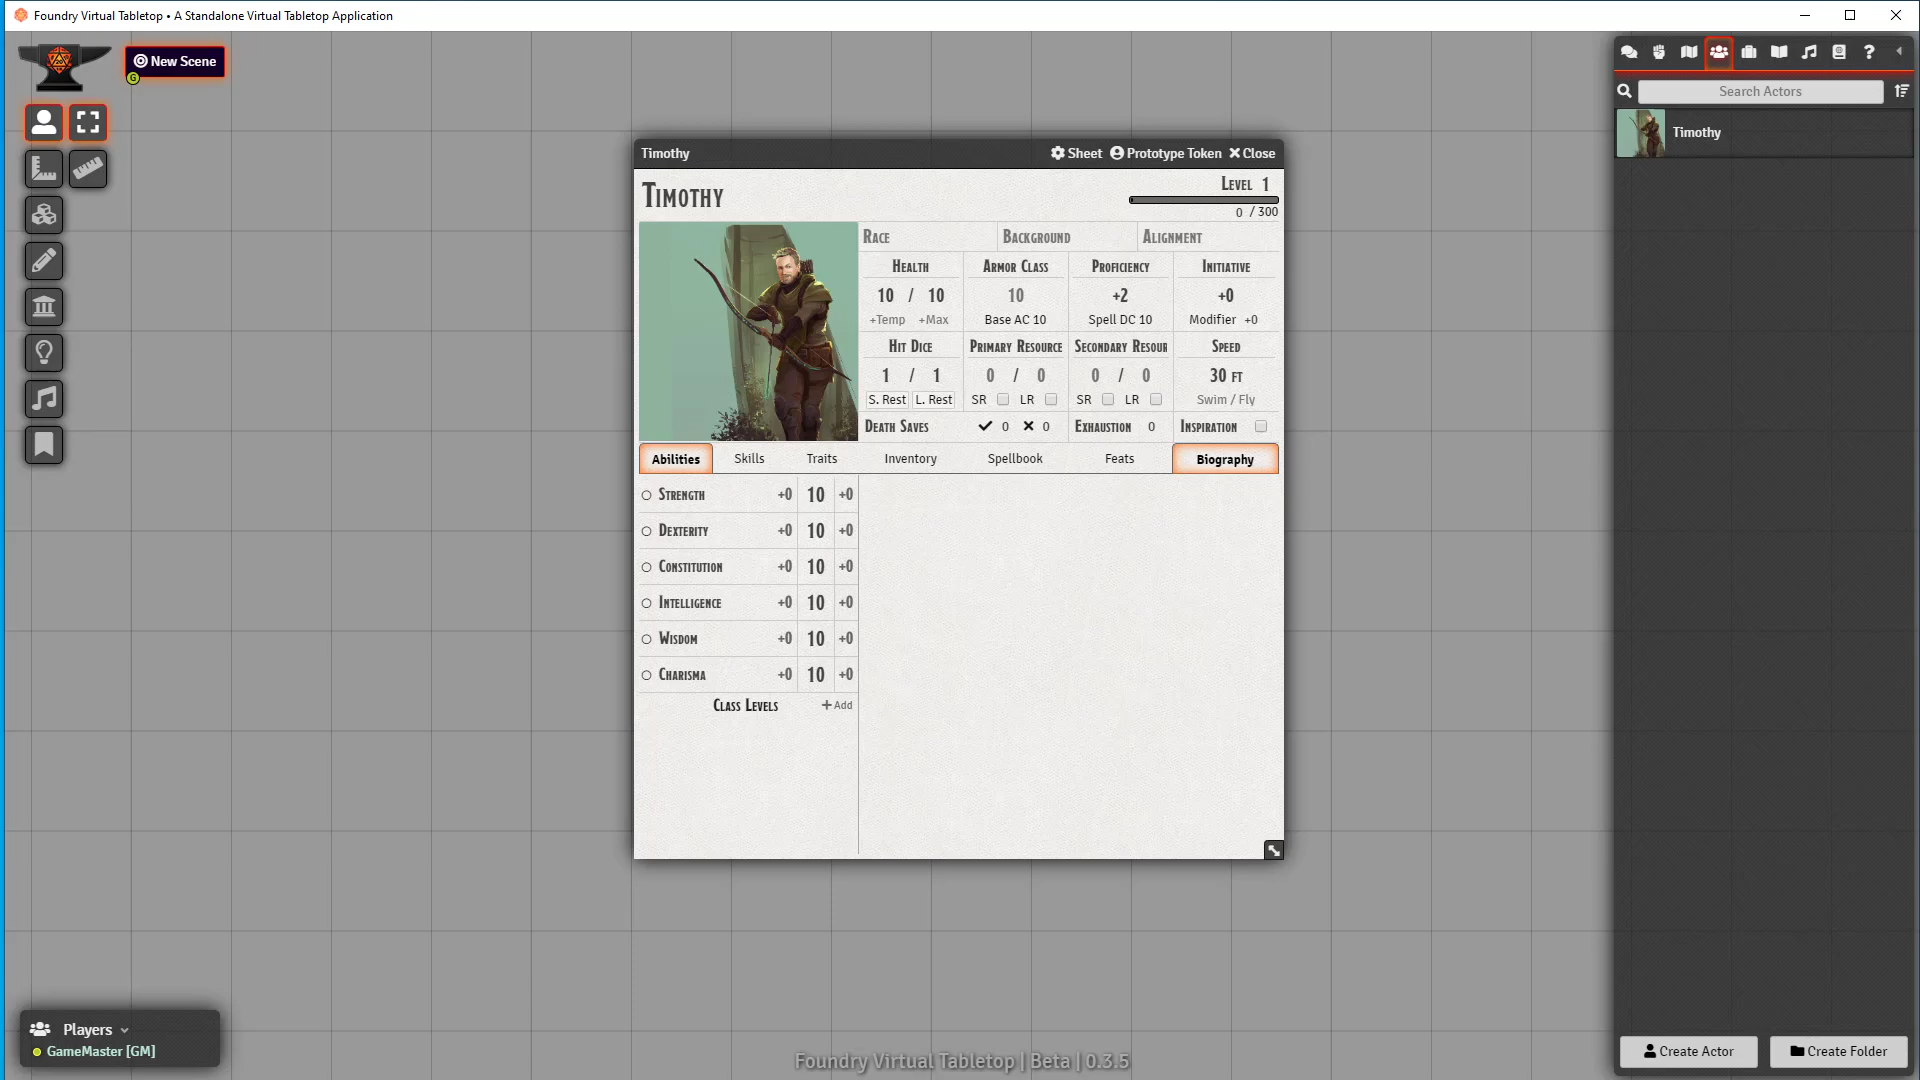 Foundry Virtual Tabletop • A Standalone Virtual Tabletop Application
New Scene
G
Search Actors
Timothy
Timothy
Sheet Prototype Token Close
Timothy
Level 1
0 / 300
Race Background Alignment
Health Armor Class Proficiency Initiative
10 / 10 10 +2 +0
+Temp +Max Base AC 10 Spell DC 10 Modifier +0
Hit Dice Primary Resource Secondary Resour Speed
1 / 1 0 / 0 0 / 0 30 ft
S. Rest L. Rest SR LR SR LR Swim / Fly
Death Saves 0 0 Exhaustion 0 Inspiration
Abilities Skills Traits Inventory Spellbook Feats Biography
Strength +0 10 +0
Dexterity +0 10 +0
Constitution +0 10 +0
Intelligence +0 10 +0
Wisdom +0 10 +0
Charisma +0 10 +0
Class Levels Add
Players
GameMaster [GM]
Foundry Virtual Tabletop | Beta | 0.3.5
Create Actor Create Folder